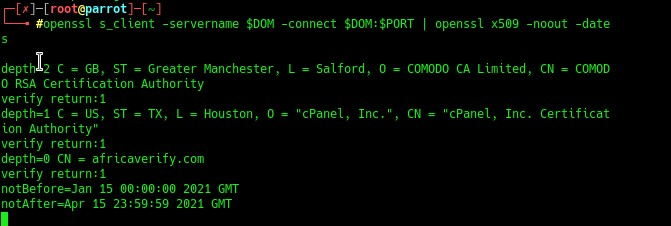 ┌─[✗]─[root@parrot]─[~]
└──╼ #openssl s_client -servername $DOM -connect $DOM:$PORT | openssl x509 -noout -date
s
depth=2 C = GB, ST = Greater Manchester, L = Salford, O = COMODO CA Limited, CN = COMOD
O RSA Certification Authority
verify return:1
depth=1 C = US, ST = TX, L = Houston, O = "cPanel, Inc.", CN = "cPanel, Inc. Certificat
ion Authority"
verify return:1
depth=0 CN = africaverify.com
verify return:1
notBefore=Jan 15 00:00:00 2021 GMT
notAfter=Apr 15 23:59:59 2021 GMT